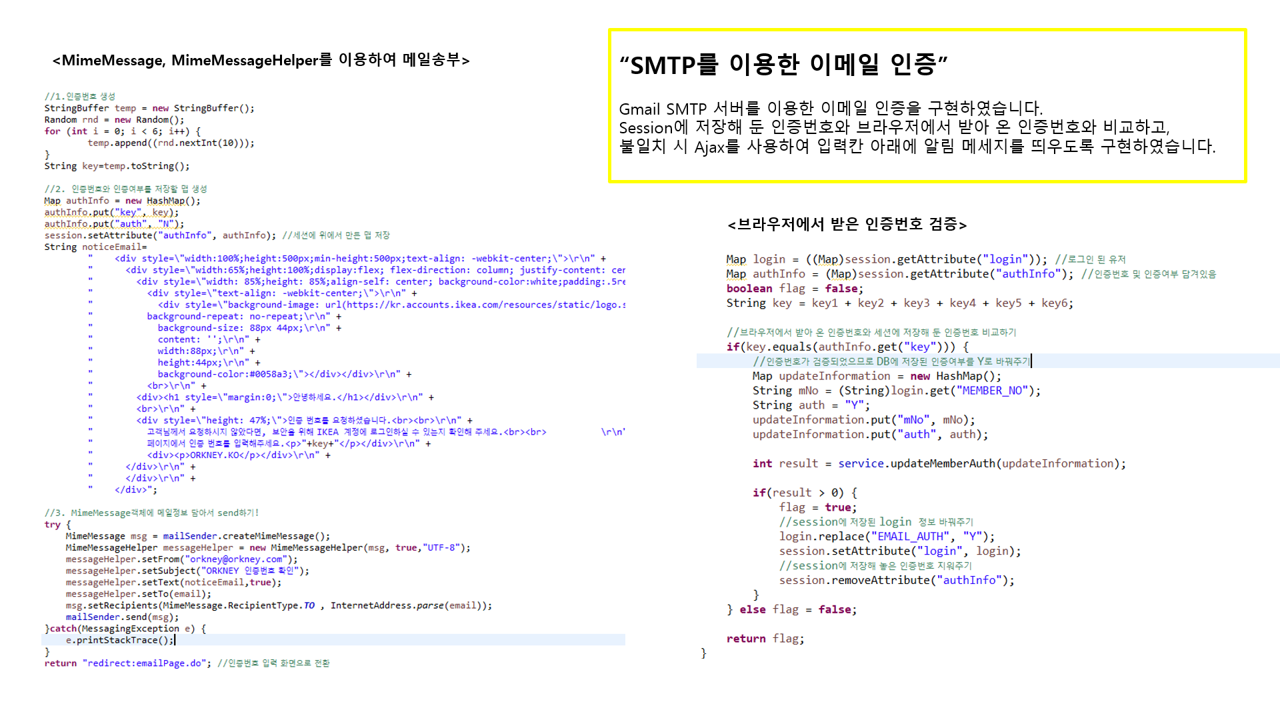 <MimeMessage, MimeMessageHelper를 이용하여 메일송부>
//1.인증번호 생성
StringBuffer temp = new StringBuffer();
Random rnd = new Random();
for (int i = 0; i < 6; i++) {
temp.append((rnd.nextInt(10)));
}
String key=temp.toString();
//2. 인증번호와 인증여부를 저장할 맵 생성
Map authInfo = new HashMap();
authInfo.put("key", key);
authInfo.put("auth", "N");
session.setAttribute("authInfo", authInfo); //세션에 위에서 만든 맵 저장
String noticeEmail=
"    <div style=\"width:100%;height:500px;min-height:500px;text-align: -webkit-center;\">\r\n" +
"      <div style=\"width:65%;height:100%;display:flex; flex-direction: column; justify-content: cen
"        <div style=\"width: 85%;height: 85%;align-self: center; background-color:white;padding:.5re
"          <div style=\"text-align: -webkit-center;\">\r\n" +
"            <div style=\"background-image: url(https://kr.accounts.ikea.com/resources/static/logo.s
"          background-repeat: no-repeat;\r\n" +
"            background-size: 88px 44px;\r\n" +
"            content: '';\r\n" +
"            width:88px;\r\n" +
"            height:44px;\r\n" +
"            background-color:#0058a3;\"></div></div>\r\n" +
"          <br>\r\n" +
"        <div><h1 style=\"margin:0;\">안녕하세요.</h1></div>\r\n" +
"        <br>\r\n" +
"        <div style=\"height: 47%;\">인증 번호를 요청하셨습니다.<br><br>\r\n" +
"          고객님께서 요청하시지 않았다면, 보안을 위해 IKEA 계정에 로그인하실 수 있는지 확인해 주세요.<br><br>          \r\n"
"          페이지에서 인증 번호를 입력해주세요.<p>"+key+"</p></div>\r\n" +
"          <div><p>ORKNEY.KO</p></div>\r\n" +
"      </div>\r\n" +
"      </div>\r\n" +
"    </div>";
//3. MimeMessage객체에 메일정보 담아서 send하기!
try {
MimeMessage msg = mailSender.createMimeMessage();
MimeMessageHelper messageHelper = new MimeMessageHelper(msg, true,"UTF-8");
messageHelper.setFrom("orkney@orkney.com");
messageHelper.setSubject("ORKNEY 인증번호 확인");
messageHelper.setText(noticeEmail,true);
messageHelper.setTo(email);
msg.setRecipients(MimeMessage.RecipientType.TO , InternetAddress.parse(email));
mailSender.send(msg);
}catch(MessagingException e) {
e.printStackTrace();
}
return "redirect:emailPage.do"; //인증번호 입력 화면으로 전환
“SMTP를 이용한 이메일 인증”
Gmail SMTP 서버를 이용한 이메일 인증을 구현하였습니다.
Session에 저장해 둔 인증번호와 브라우저에서 받아 온 인증번호와 비교하고,
불일치 시 Ajax를 사용하여 입력칸 아래에 알림 메세지를 띄우도록 구현하였습니다.
<브라우저에서 받은 인증번호 검증>
Map login = ((Map)session.getAttribute("login")); //로그인 된 유저
Map authInfo = (Map)session.getAttribute("authInfo"); //인증번호 및 인증여부 담겨있음
boolean flag = false;
String key = key1 + key2 + key3 + key4 + key5 + key6;
//브라우저에서 받아 온 인증번호와 세션에 저장해 둔 인증번호 비교하기
if(key.equals(authInfo.get("key"))) {
//인증번호가 검증되었으므로 DB에 저장된 인증여부를 Y로 바꿔주기
Map updateInformation = new HashMap();
String mNo = (String)login.get("MEMBER_NO");
String auth = "Y";
updateInformation.put("mNo", mNo);
updateInformation.put("auth", auth);
int result = service.updateMemberAuth(updateInformation);
if(result > 0) {
flag = true;
//session에 저장된 login 정보 바꿔주기
login.replace("EMAIL_AUTH", "Y");
session.setAttribute("login", login);
//session에 저장해 놓은 인증번호 지워주기
session.removeAttribute("authInfo");
}
} else flag = false;
return flag;
}